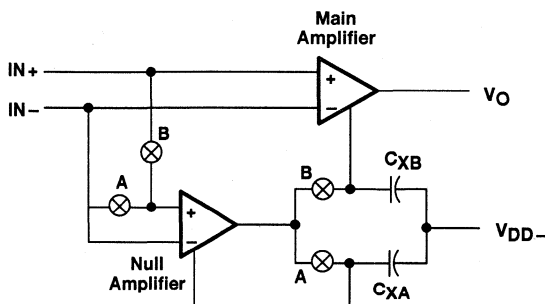 Main
Amplifier
IN+
+
IN−
−
VO
B
B
CXB
A
+
−
VDD−
Null
Amplifier
A
CXA